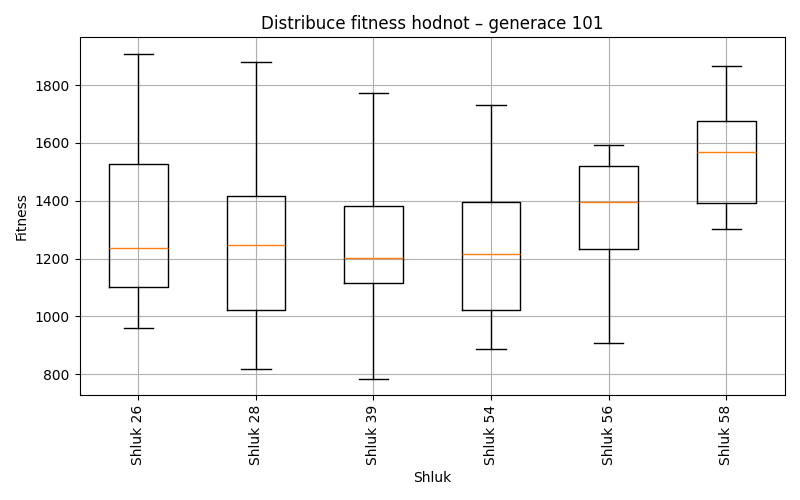 Distribuce fitness hodnot – generace 101
Fitness
1800
1600
1400
1200
1000
800
Shluk 26
Shluk 28
Shluk 39
Shluk 54
Shluk 56
Shluk 58
Shluk